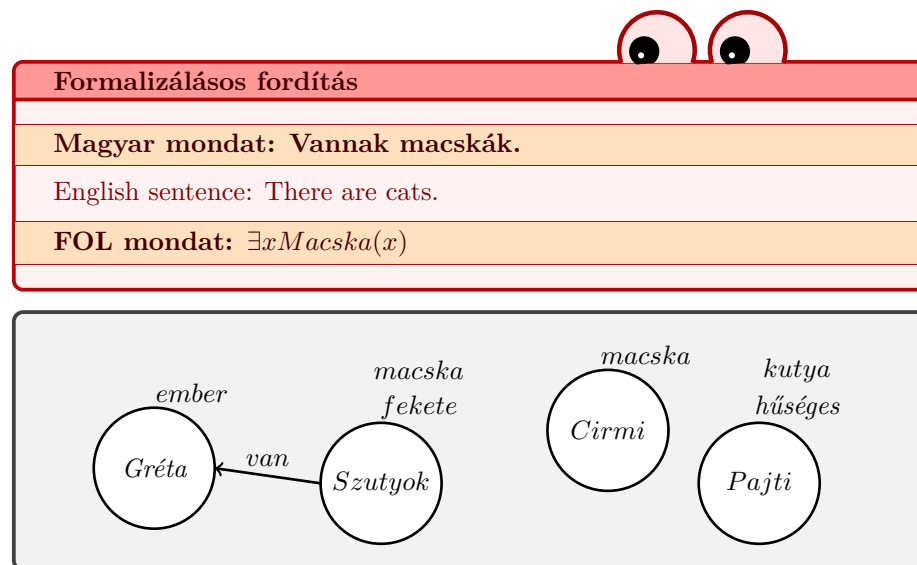 Formalizálásos fordítás
Magyar mondat: Vannak macskák.
English sentence: There are cats.
FOL mondat: ∃xMacska(x)
macska
kutya
macska
ember
fekete
hűséges
Cirmi
van
Gréta
Szutyok
Pajti